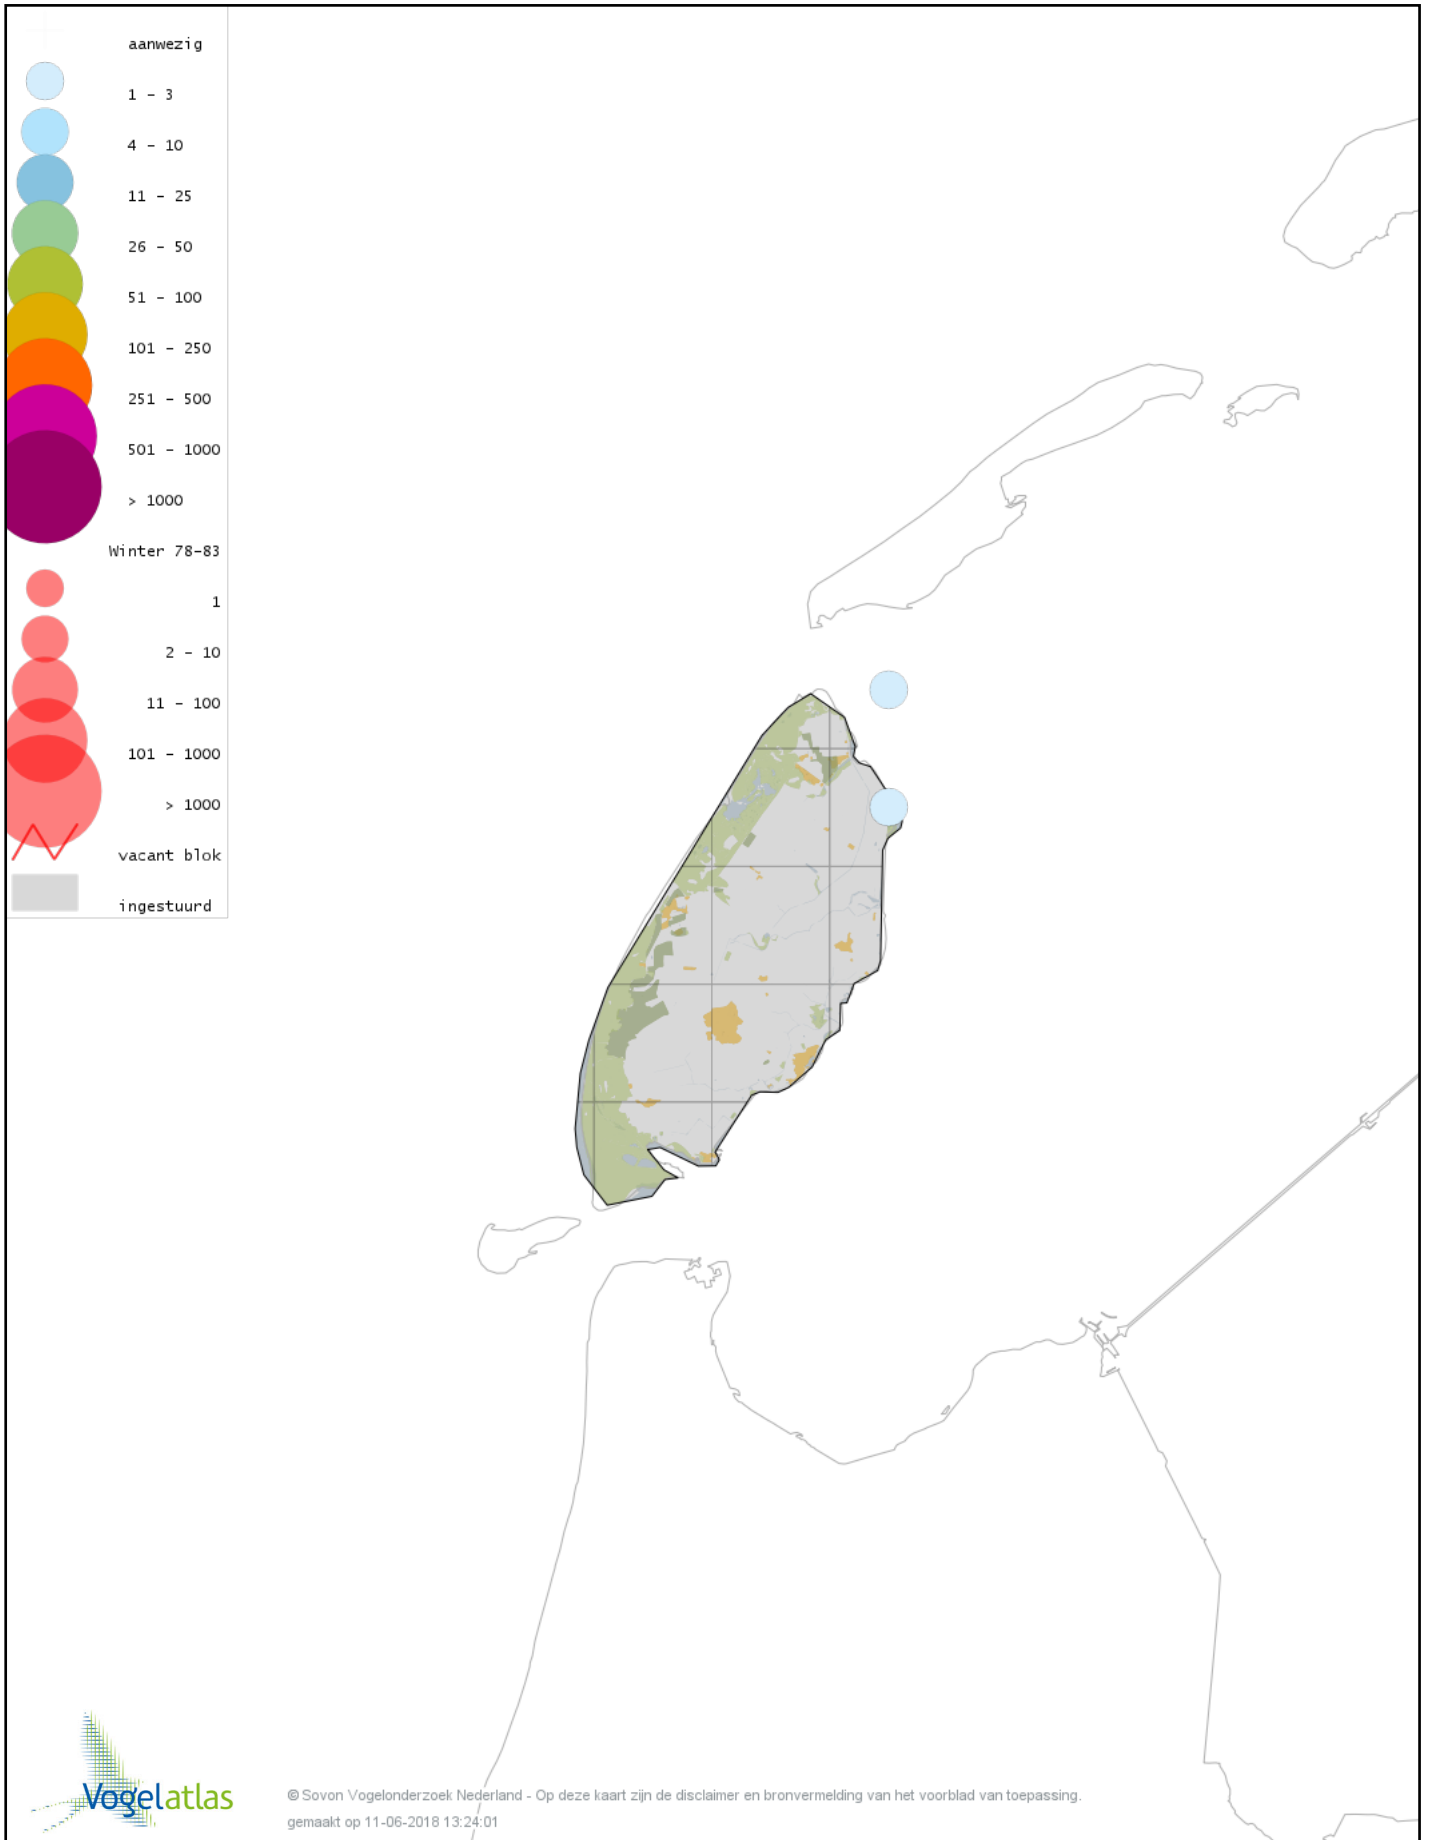 aanwezig
1 - 3
4 - 10
11 - 25
26 - 50
51 - 100
101 - 250
251 - 500
501 - 1000
> 1000
Winter 78-83
1
2 - 10
11 - 100
101 - 1000
> 1000
vacant blok
ingestuurd
Vogelatlas
© Sovon Vogelonderzoek Nederland - Op deze kaart zijn de disclaimer en bronvermelding van het voorblad van toepassing.
gemaakt op 11-06-2018 13:24:01